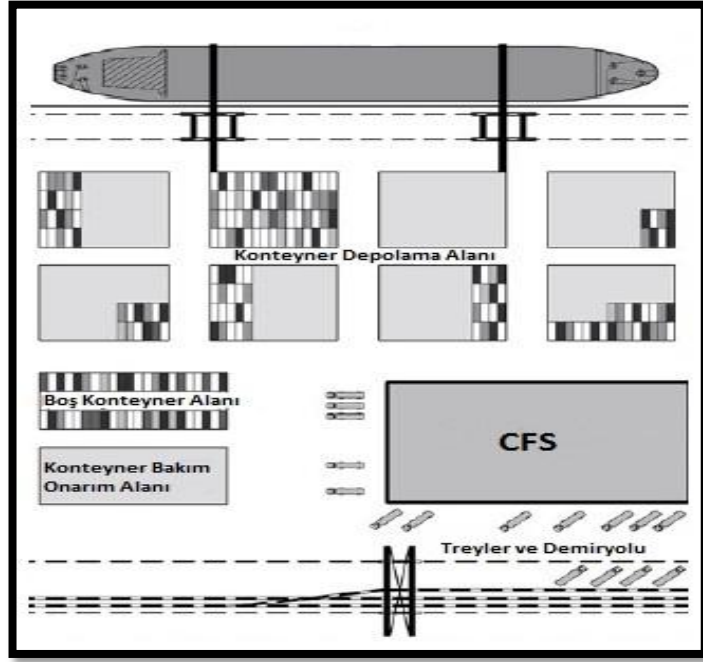 Konteyner Depolama Alanı
Boş Konteyner Alanı
CFS
Konteyner Bakım
Onarım Alanı
Treyler ve Demiryolu